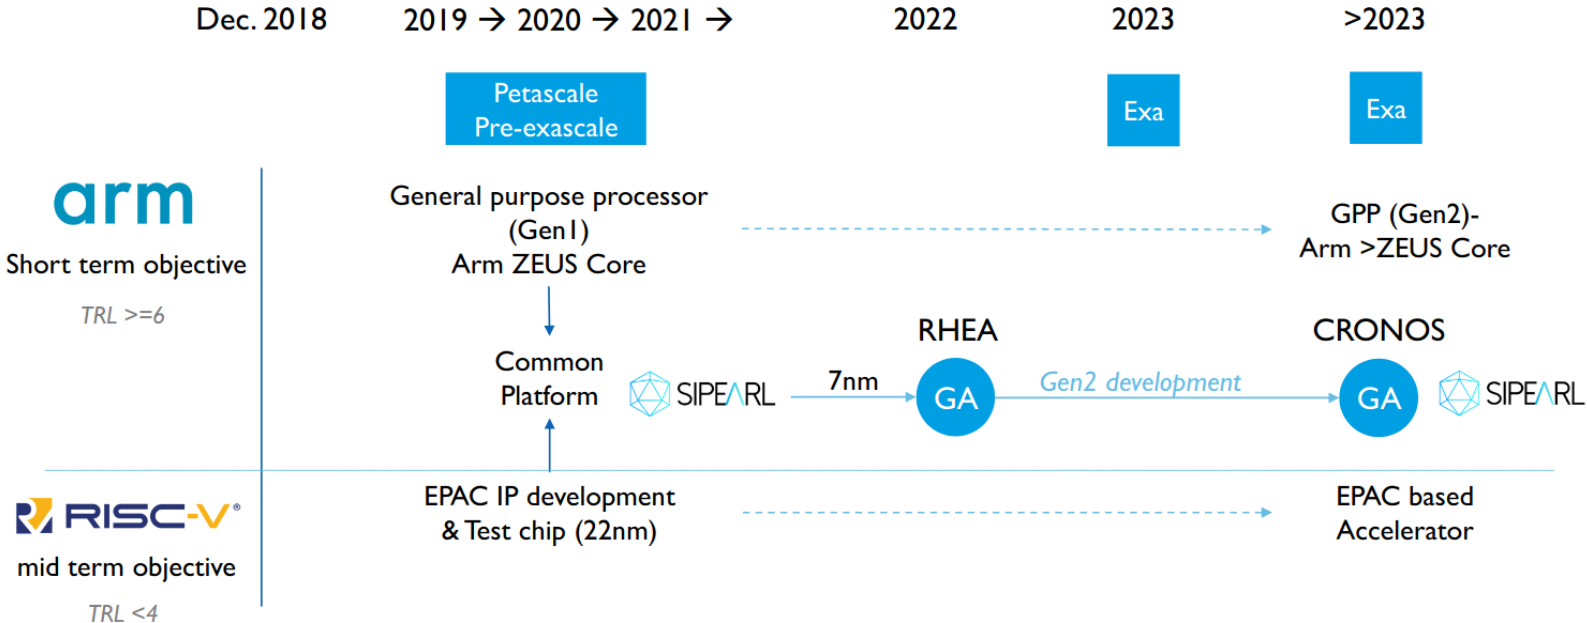 Dec. 2018 2019 → 2020 → 2021 → 2022 2023 >2023
Petascale
Pre-exascale
Exa
Exa
arm
Short term objective
TRL >=6
General purpose processor
(Gen1)
Arm ZEUS Core
GPP (Gen2)-
Arm >ZEUS Core
Common
Platform
SIPEARL
7nm
RHEA
GA
Gen2 development
CRONOS
GA
SIPEARL
RISC-V®
mid term objective
TRL <4
EPAC IP development
& Test chip (22nm)
EPAC based
Accelerator